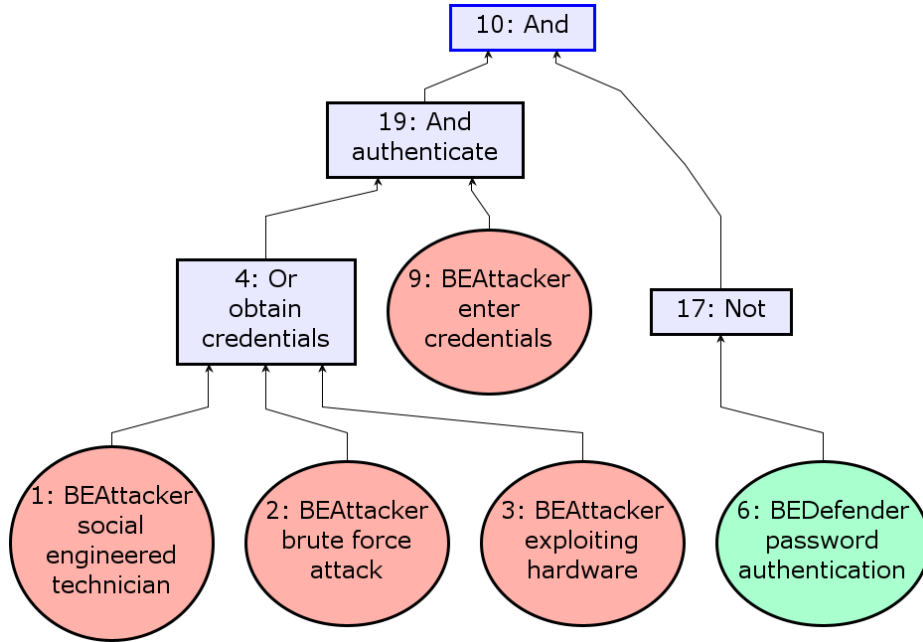 10: And
19: And
authenticate
4: Or
obtain
credentials
9: BEAttacker
enter
credentials
17: Not
1: BEAttacker
social
engineered
technician
2: BEAttacker
brute force
attack
3: BEAttacker
exploiting
hardware
6: BEDefender
password
authentication